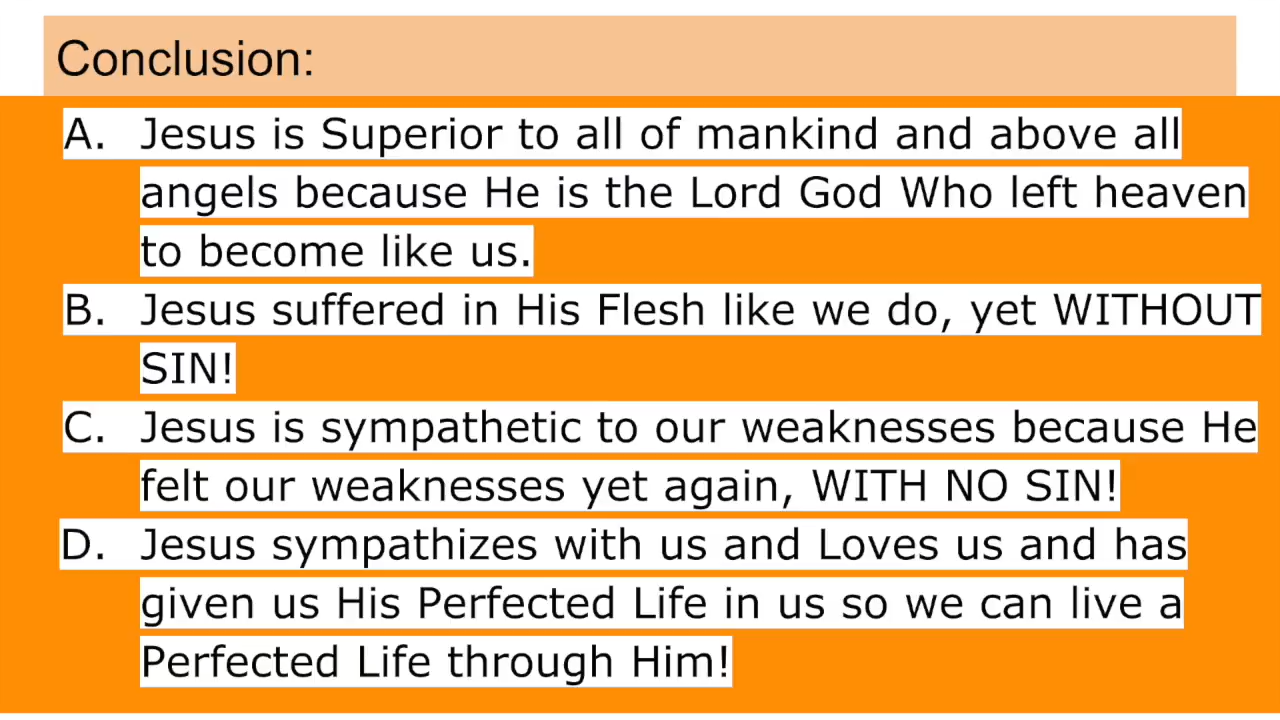 Conclusion:
A. Jesus is Superior to all of mankind and above all
angels because He is the Lord God Who left heaven
to become like us.
B. Jesus suffered in His Flesh like we do, yet WITHOUT
SIN!
C. Jesus is sympathetic to our weaknesses because He
felt our weaknesses yet again, WITH NO SIN!
D. Jesus sympathizes with us and Loves us and has
given us His Perfected Life in us so we can live a
Perfected Life through Him!